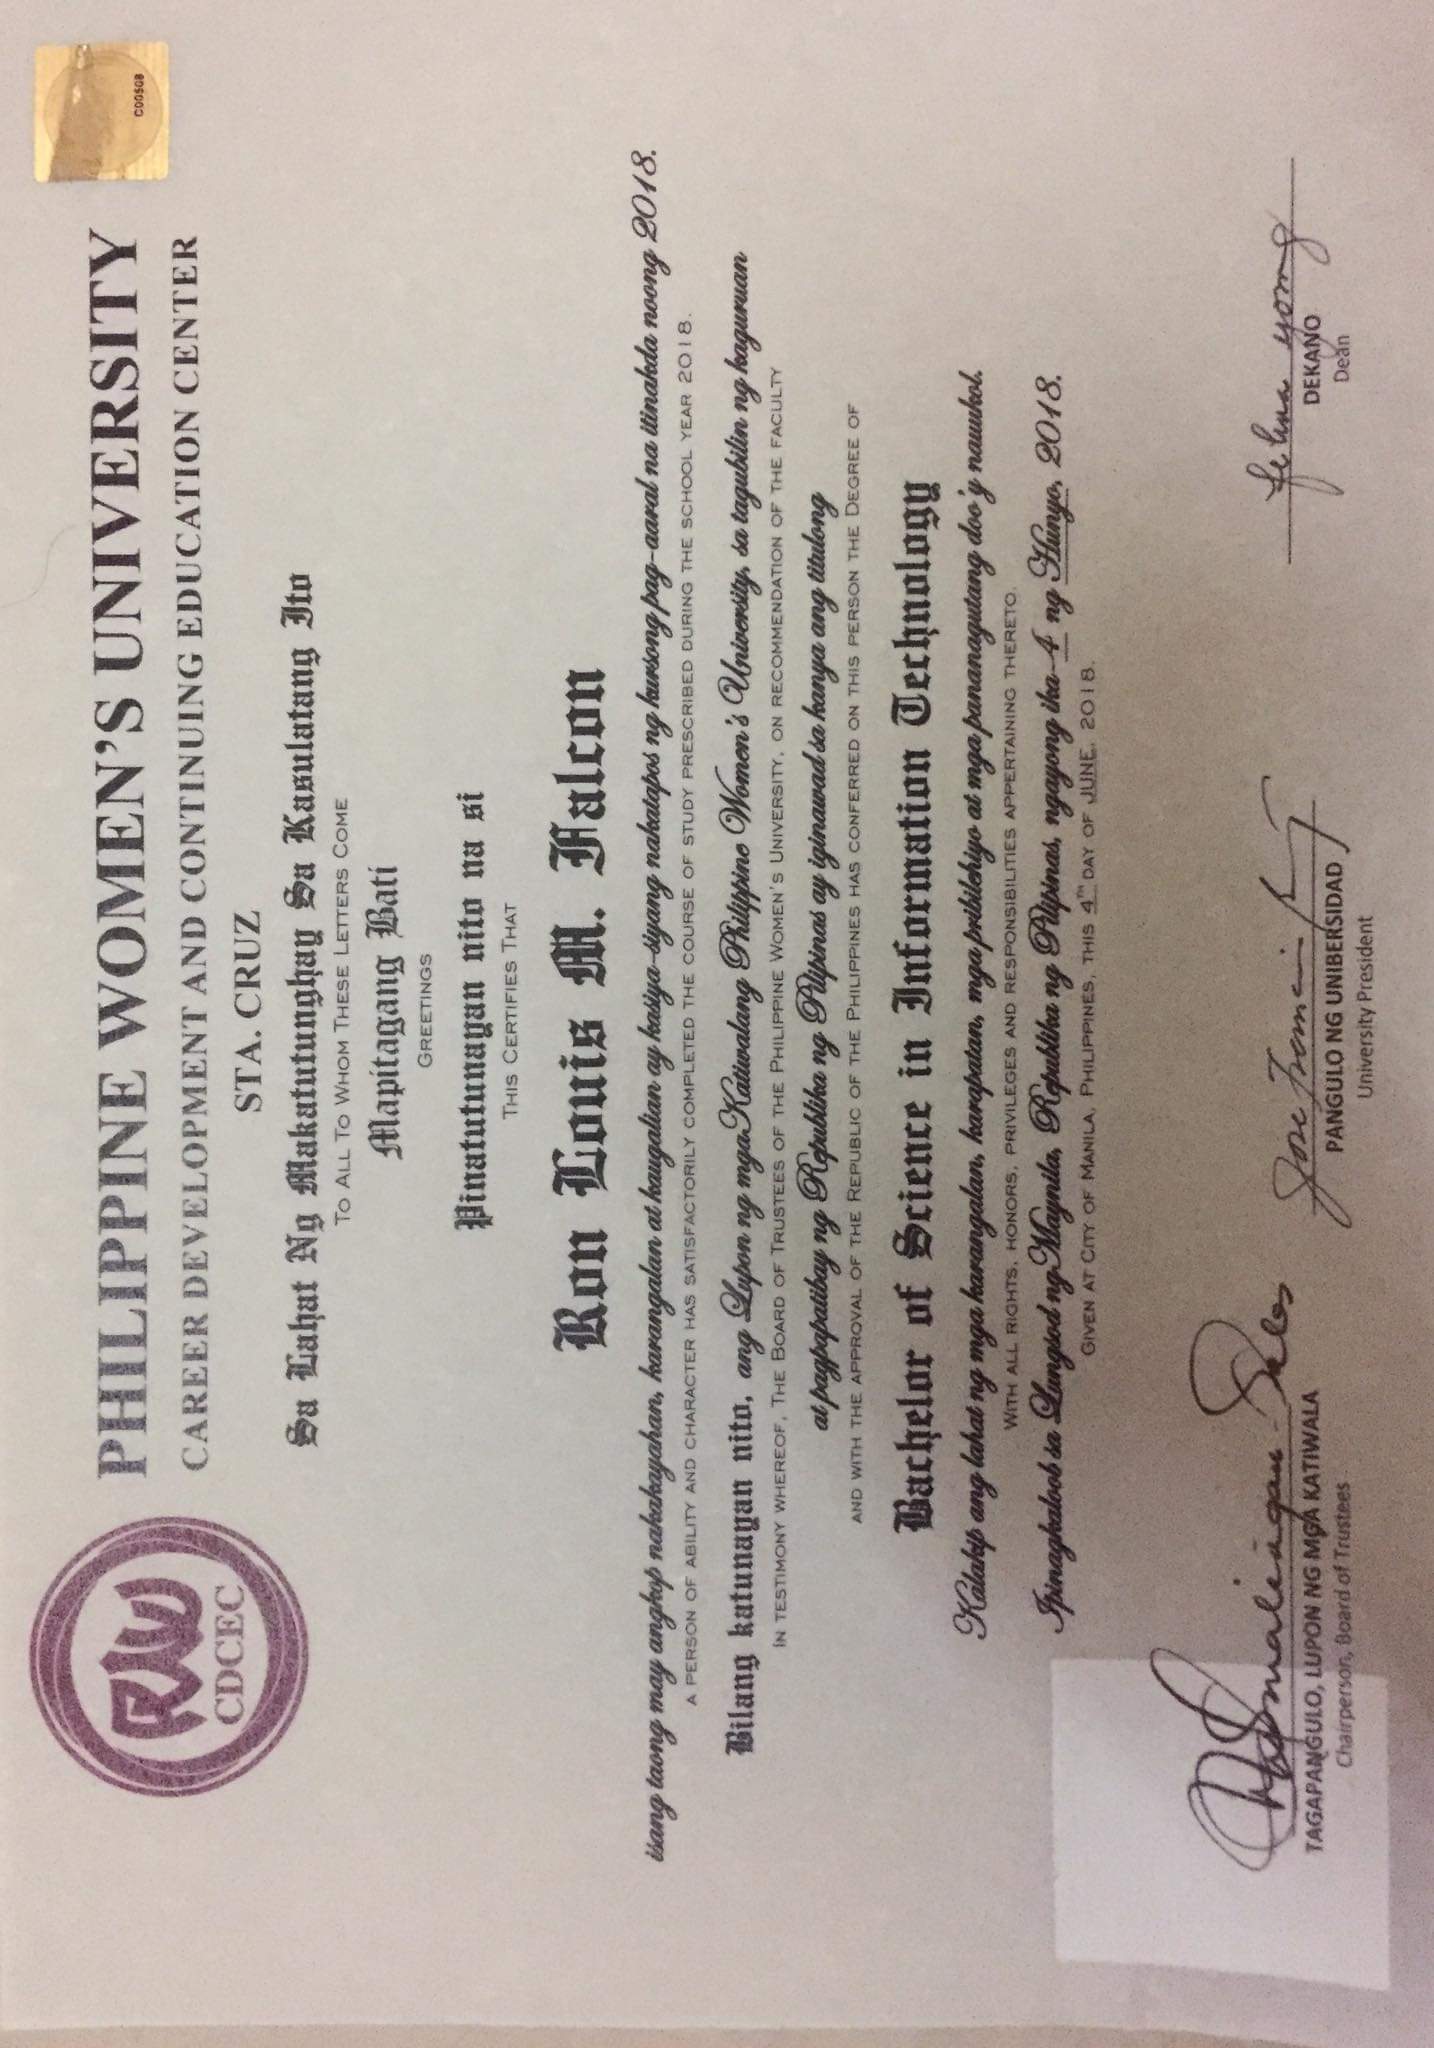 C00508
PHILIPPINE WOMEN'S UNIVERSITY
CAREER DEVELOPMENT AND CONTINUING EDUCATION CENTER
STA. CRUZ
PWU
CDCEC
Sa Lahat Ng Makatutunghay Sa Kasulatang Ito
TO ALL TO WHOM THESE LETTERS COME
Mapitagang Bati
GREETINGS
Pinatutunayan nito na si
THIS CERTIFIES THAT
Ron Louis M. Falcon
isang taong may angkop nakakayahan, karangalan at kaugalian ay kasiya-siyang nakatapos ng kursong pag-aaral na itinakda noong 2018.
A PERSON OF ABILITY AND CHARACTER HAS SATISFACTORILY COMPLETED THE COURSE OF STUDY PRESCRIBED DURING THE SCHOOL YEAR 2018.
Bilang katunayan nito, ang Lupon ng mga Katiwalang Philippine Women's University, sa tagubilin ng kaguruan
IN TESTIMONY WHEREOF, THE BOARD OF TRUSTEES OF THE PHILIPPINE WOMEN'S UNIVERSITY, ON RECOMMENDATION OF THE FACULTY
at pagpapatibay ng Republika ng Pilipinas ay iginawad sa kanya ang titulong
AND WITH THE APPROVAL OF THE REPUBLIC OF THE PHILIPPINES HAS CONFERRED ON THIS PERSON THE DEGREE OF
Bachelor of Science in Information Technology
Kalakip ang lahat ng mga karangalan, karapatan, mga pribilehiyo at mga pananagutang doo'y nauukol.
WITH ALL RIGHTS, HONORS, PRIVILEGES AND RESPONSIBILITIES APPERTAINING THERETO.
Ipinagkaloob sa Lungsod ng Maynila, Republika ng Pilipinas, ngayong ika-4 ng Hunyo, 2018.
GIVEN AT CITY OF MANILA, PHILIPPINES, THIS 4TH DAY OF JUNE, 2018.
TAGAPANGULO, LUPON NG MGA KATIWALA
Chairperson, Board of Trustees
PANGULO NG UNIBERSIDAD
University President
DEKANO
Dean